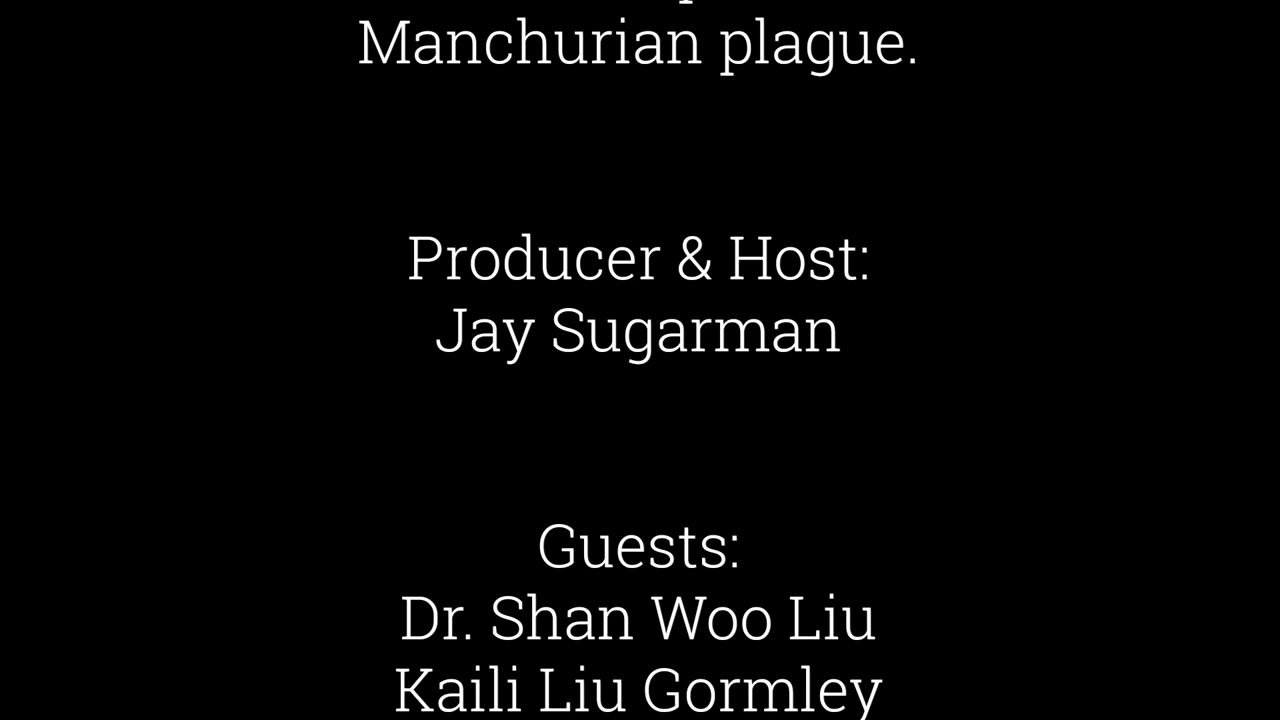 Manchurian plague.
Producer & Host:
Jay Sugarman
Guests:
Dr. Shan Woo Liu
Kaili Liu Gormley